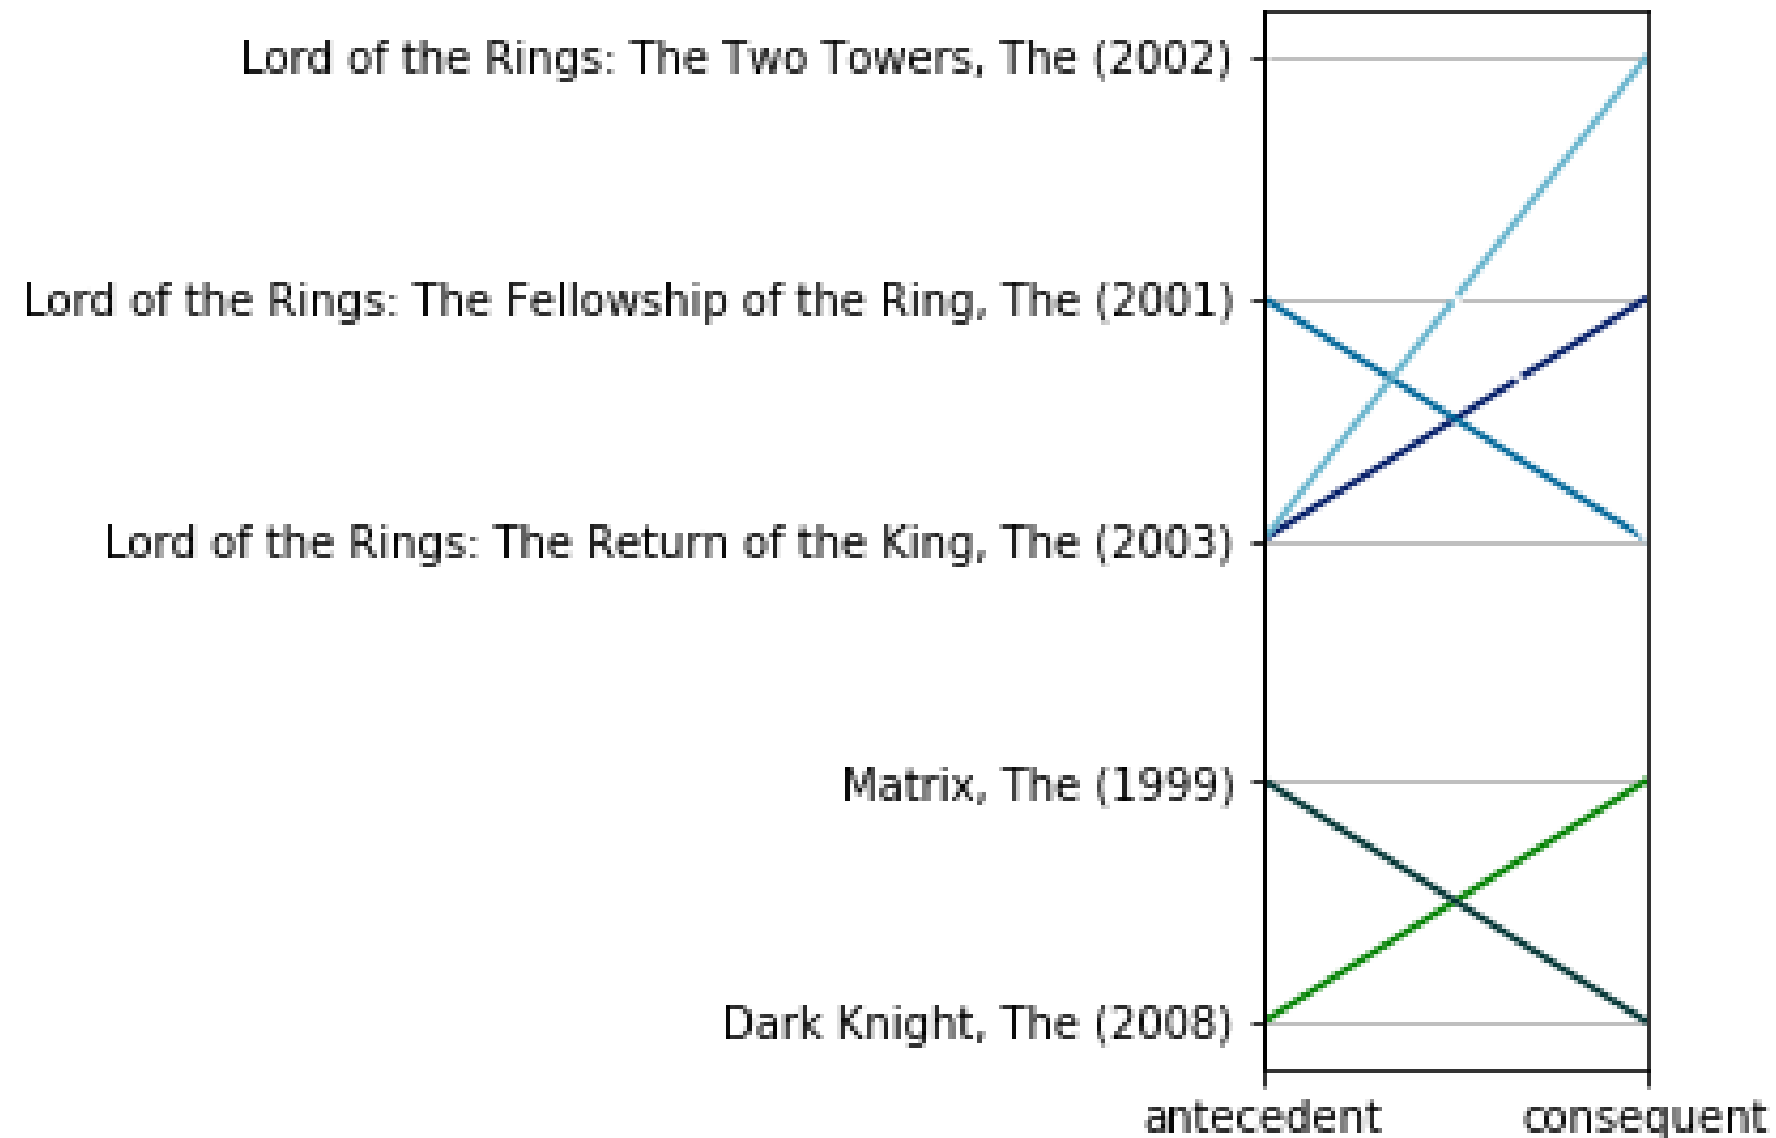 Lord of the Rings: The Two Towers, The (2002)
Lord of the Rings: The Fellowship of the Ring, The (2001)
Lord of the Rings: The Return of the King, The (2003)
Matrix, The (1999)
Dark Knight, The (2008)
antecedent consequent